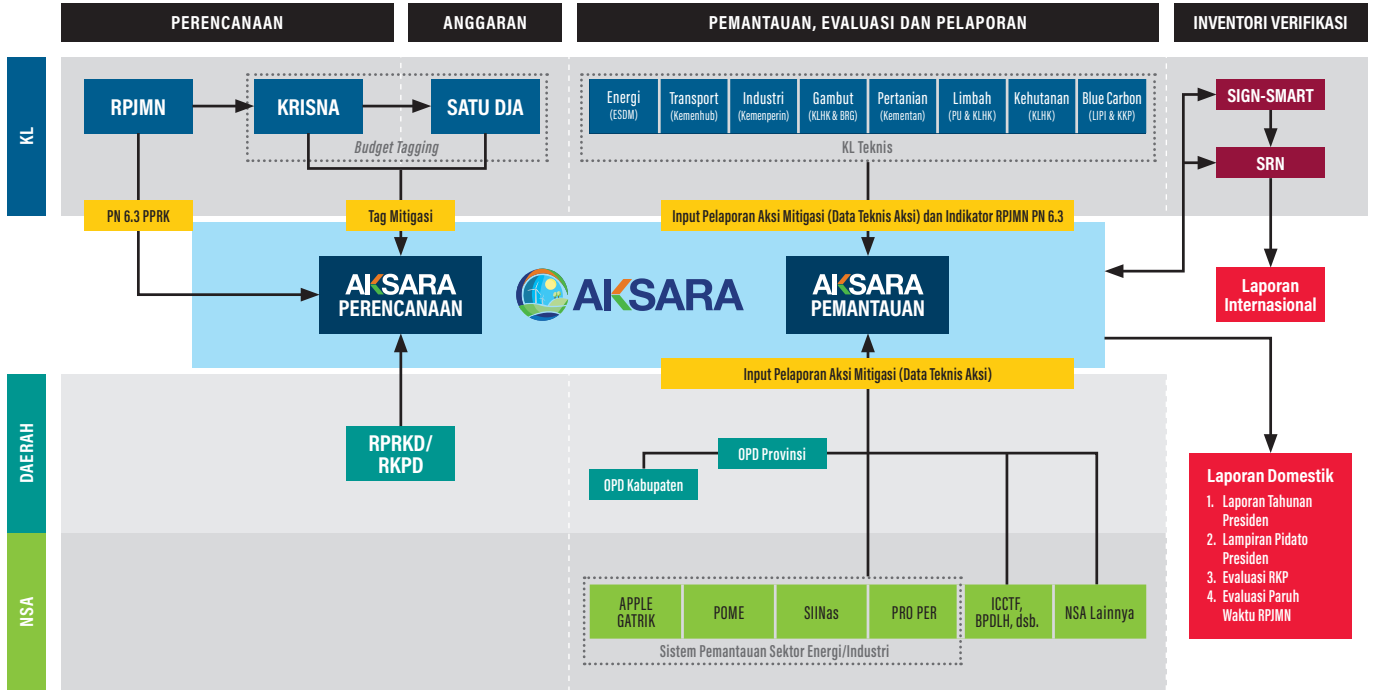 PERENCANAAN
ANGGARAN
PEMANTAUAN, EVALUASI DAN PELAPORAN
INVENTORI VERIFIKASI
KL
RPJMN
KRISNA
SATU DJA
Budget Tagging
Energi
(ESDM)
Transport
(Kemenhub)
Industri
(Kemenperin)
Gambut
(KLHK & BRG)
Pertanian
(Kementan)
Limbah
(PU & KLHK)
Kehutanan
(KLHK)
Blue Carbon
(LIPI & KKP)
KL Teknis
SIGN-SMART
SRN
PN 6.3 PPRK
Tag Mitigasi
Input Pelaporan Aksi Mitigasi (Data Teknis Aksi) dan Indikator RPJMN PN 6.3
AKSARA
PERENCANAAN
AKSARA
AKSARA
PEMANTAUAN
Laporan
Internasional
Input Pelaporan Aksi Mitigasi (Data Teknis Aksi)
DAERAH
RPRKD/
RKPD
OPD Provinsi
OPD Kabupaten
Laporan Domestik
1. Laporan Tahunan
Presiden
2. Lampiran Pidato
Presiden
3. Evaluasi RKP
4. Evaluasi Paruh
Waktu RPJMN
NSA
APPLE
GATRIK
POME
SIINas
PRO PER
ICCTF,
BPDLH, dsb.
NSA Lainnya
Sistem Pemantauan Sektor Energi/Industri